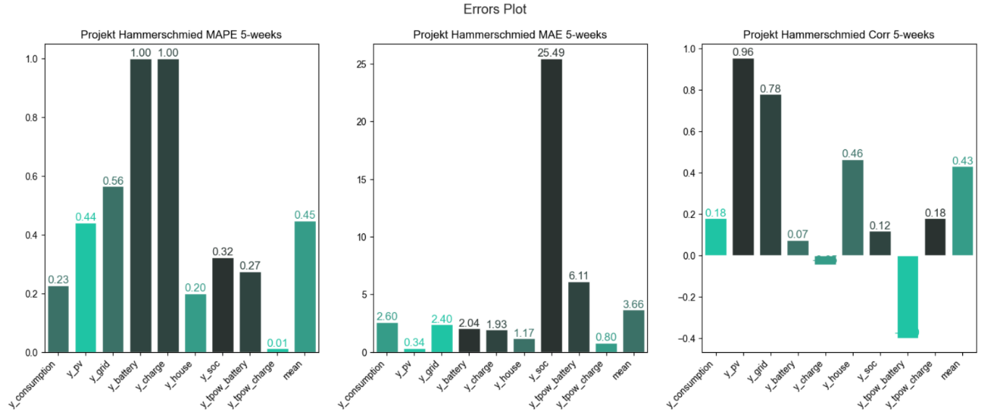 Errors Plot
Projekt Hammerschmied MAPE 5-weeks
1.0
0.8
0.6
0.4
0.2
0.0
0.23
0.44
0.56
1.00
1.00
0.20
0.32
0.27
0.01
0.45
y_consumption
y_pv
y_grid
y_battery
y_charge
y_house
y_soc
y_tpow_battery
y_tpow_charge
mean
Projekt Hammerschmied MAE 5-weeks
25
20
15
10
5
0
2.60
0.34
2.40
2.04
1.93
1.17
25.49
6.11
0.80
3.66
y_consumption
y_pv
y_grid
y_battery
y_charge
y_house
y_soc
y_tpow_battery
y_tpow_charge
mean
Projekt Hammerschmied Corr 5-weeks
1.0
0.8
0.6
0.4
0.2
0.0
−0.2
−0.4
0.18
0.96
0.78
0.07
0.46
0.12
0.18
0.43
y_consumption
y_pv
y_grid
y_battery
y_charge
y_house
y_soc
y_tpow_battery
y_tpow_charge
mean